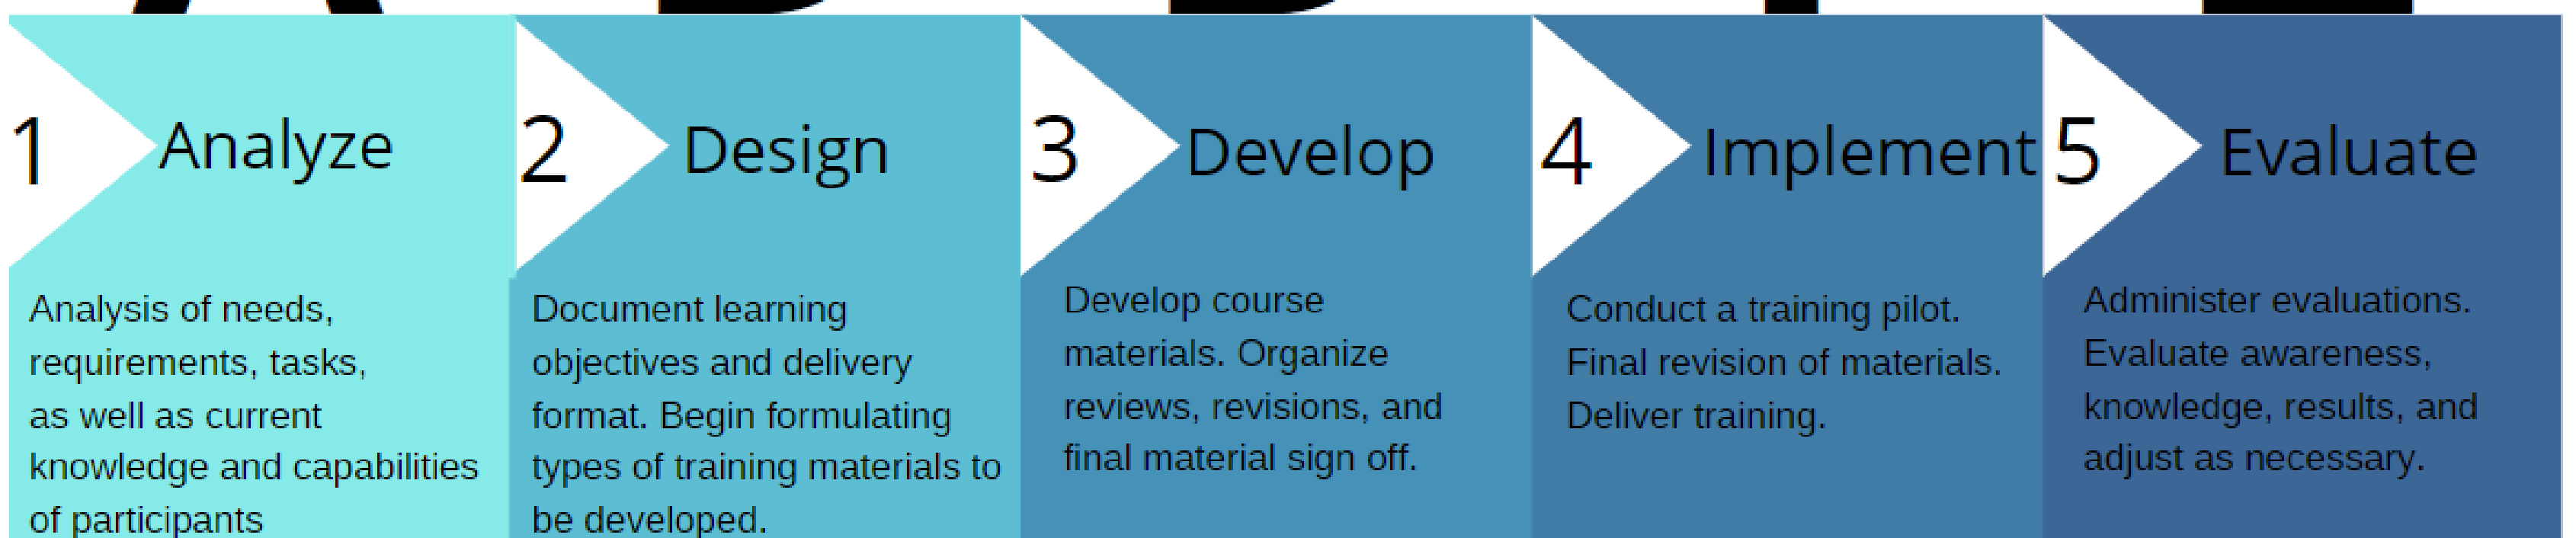 1 Analyze
Analysis of needs,
requirements, tasks,
as well as current
knowledge and capabilities
of participants
2 Design
Document learning
objectives and delivery
format. Begin formulating
types of training materials to
be developed.
3 Develop
Develop course
materials. Organize
reviews, revisions, and
final material sign off.
4 Implement
Conduct a training pilot.
Final revision of materials.
Deliver training.
5 Evaluate
Administer evaluations.
Evaluate awareness,
knowledge, results, and
adjust as necessary.